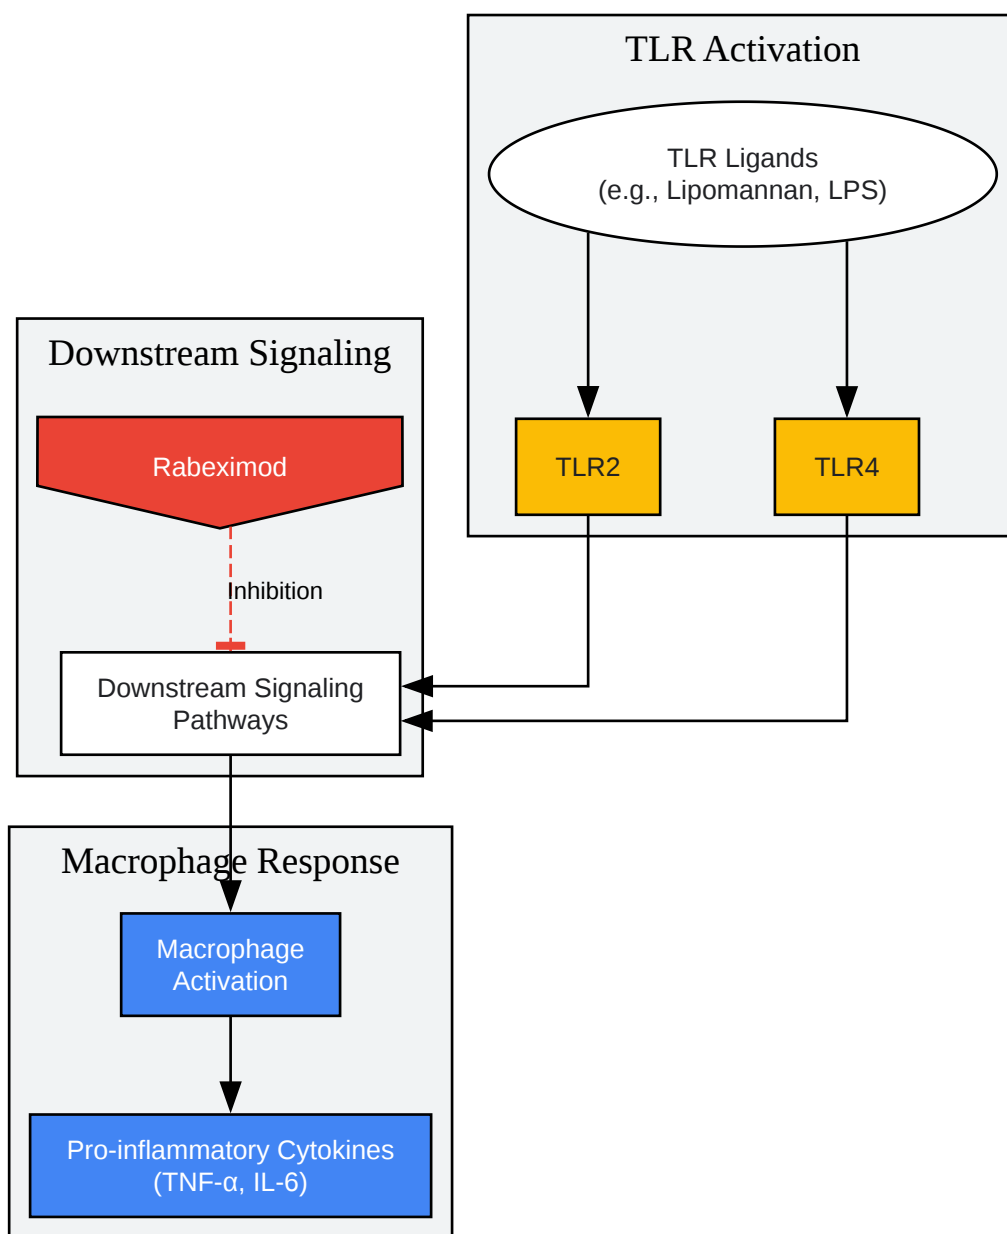 TLR Activation
TLR Ligands
(e.g., Lipomannan, LPS)
Downstream Signaling
Rabeximod
TLR2
TLR4
Inhibition
Downstream Signaling
Pathways
Macrophage Response
Macrophage
Activation
Pro-inflammatory Cytokines
(TNF-α, IL-6)